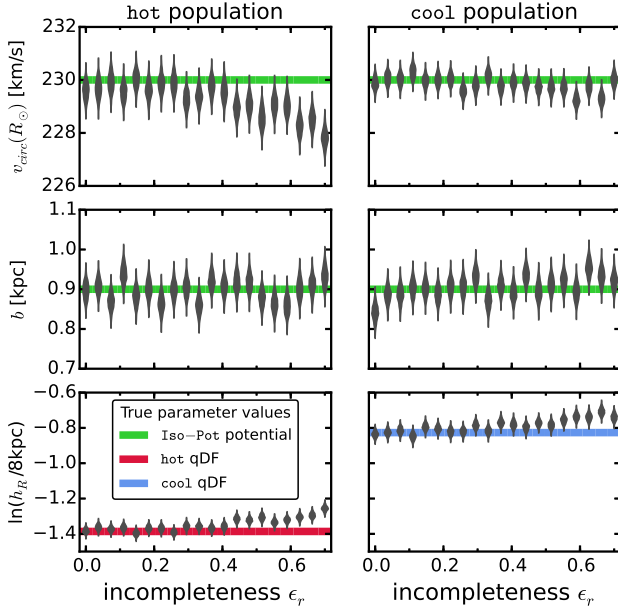 hot population
cool population
232
230
228
226
v_circ(R_⊙) [km/s]
1.1
1.0
0.9
0.8
0.7
b [kpc]
−0.6
−0.8
−1.0
−1.2
−1.4
ln(h_R/8kpc)
True parameter values
Iso−Pot potential
hot qDF
cool qDF
0.0 0.2 0.4 0.6
0.0 0.2 0.4 0.6
incompleteness ϵ_r
incompleteness ϵ_r